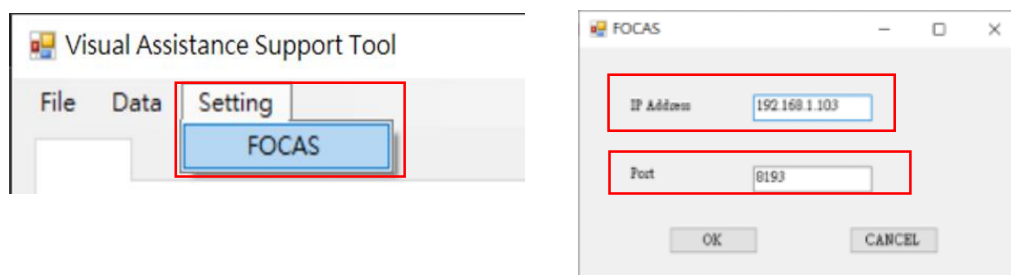 Visual Assistance Support Tool
File Data Setting
FOCAS
FOCAS
IP Address 192.168.1.103
Port 8193
OK CANCEL